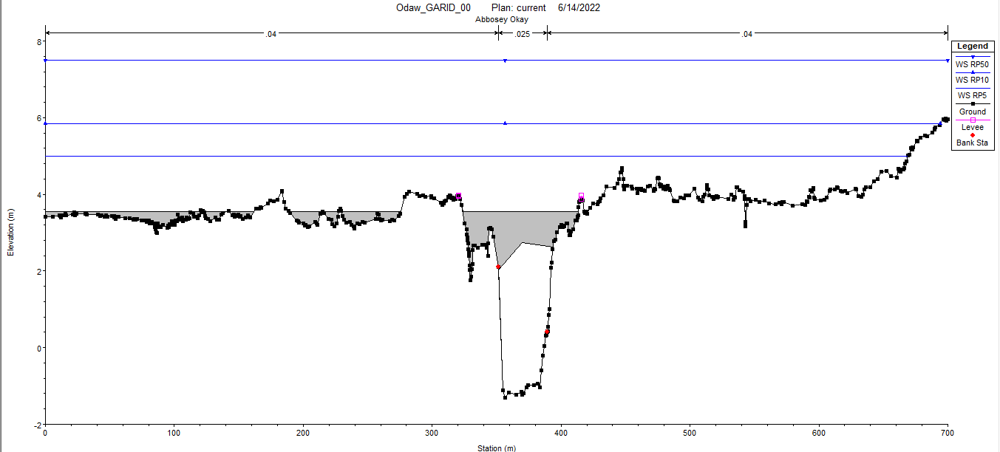 Odaw_GARID_00 Plan: current 6/14/2022
Abbosey Okay
.04 .025 .04
Legend
WS RP50
WS RP10
WS RP5
Ground
Levee
Bank Sta
8
6
4
2
0
-2
Elevation (m)
0 100 200 300 400 500 600 700
Station (m)